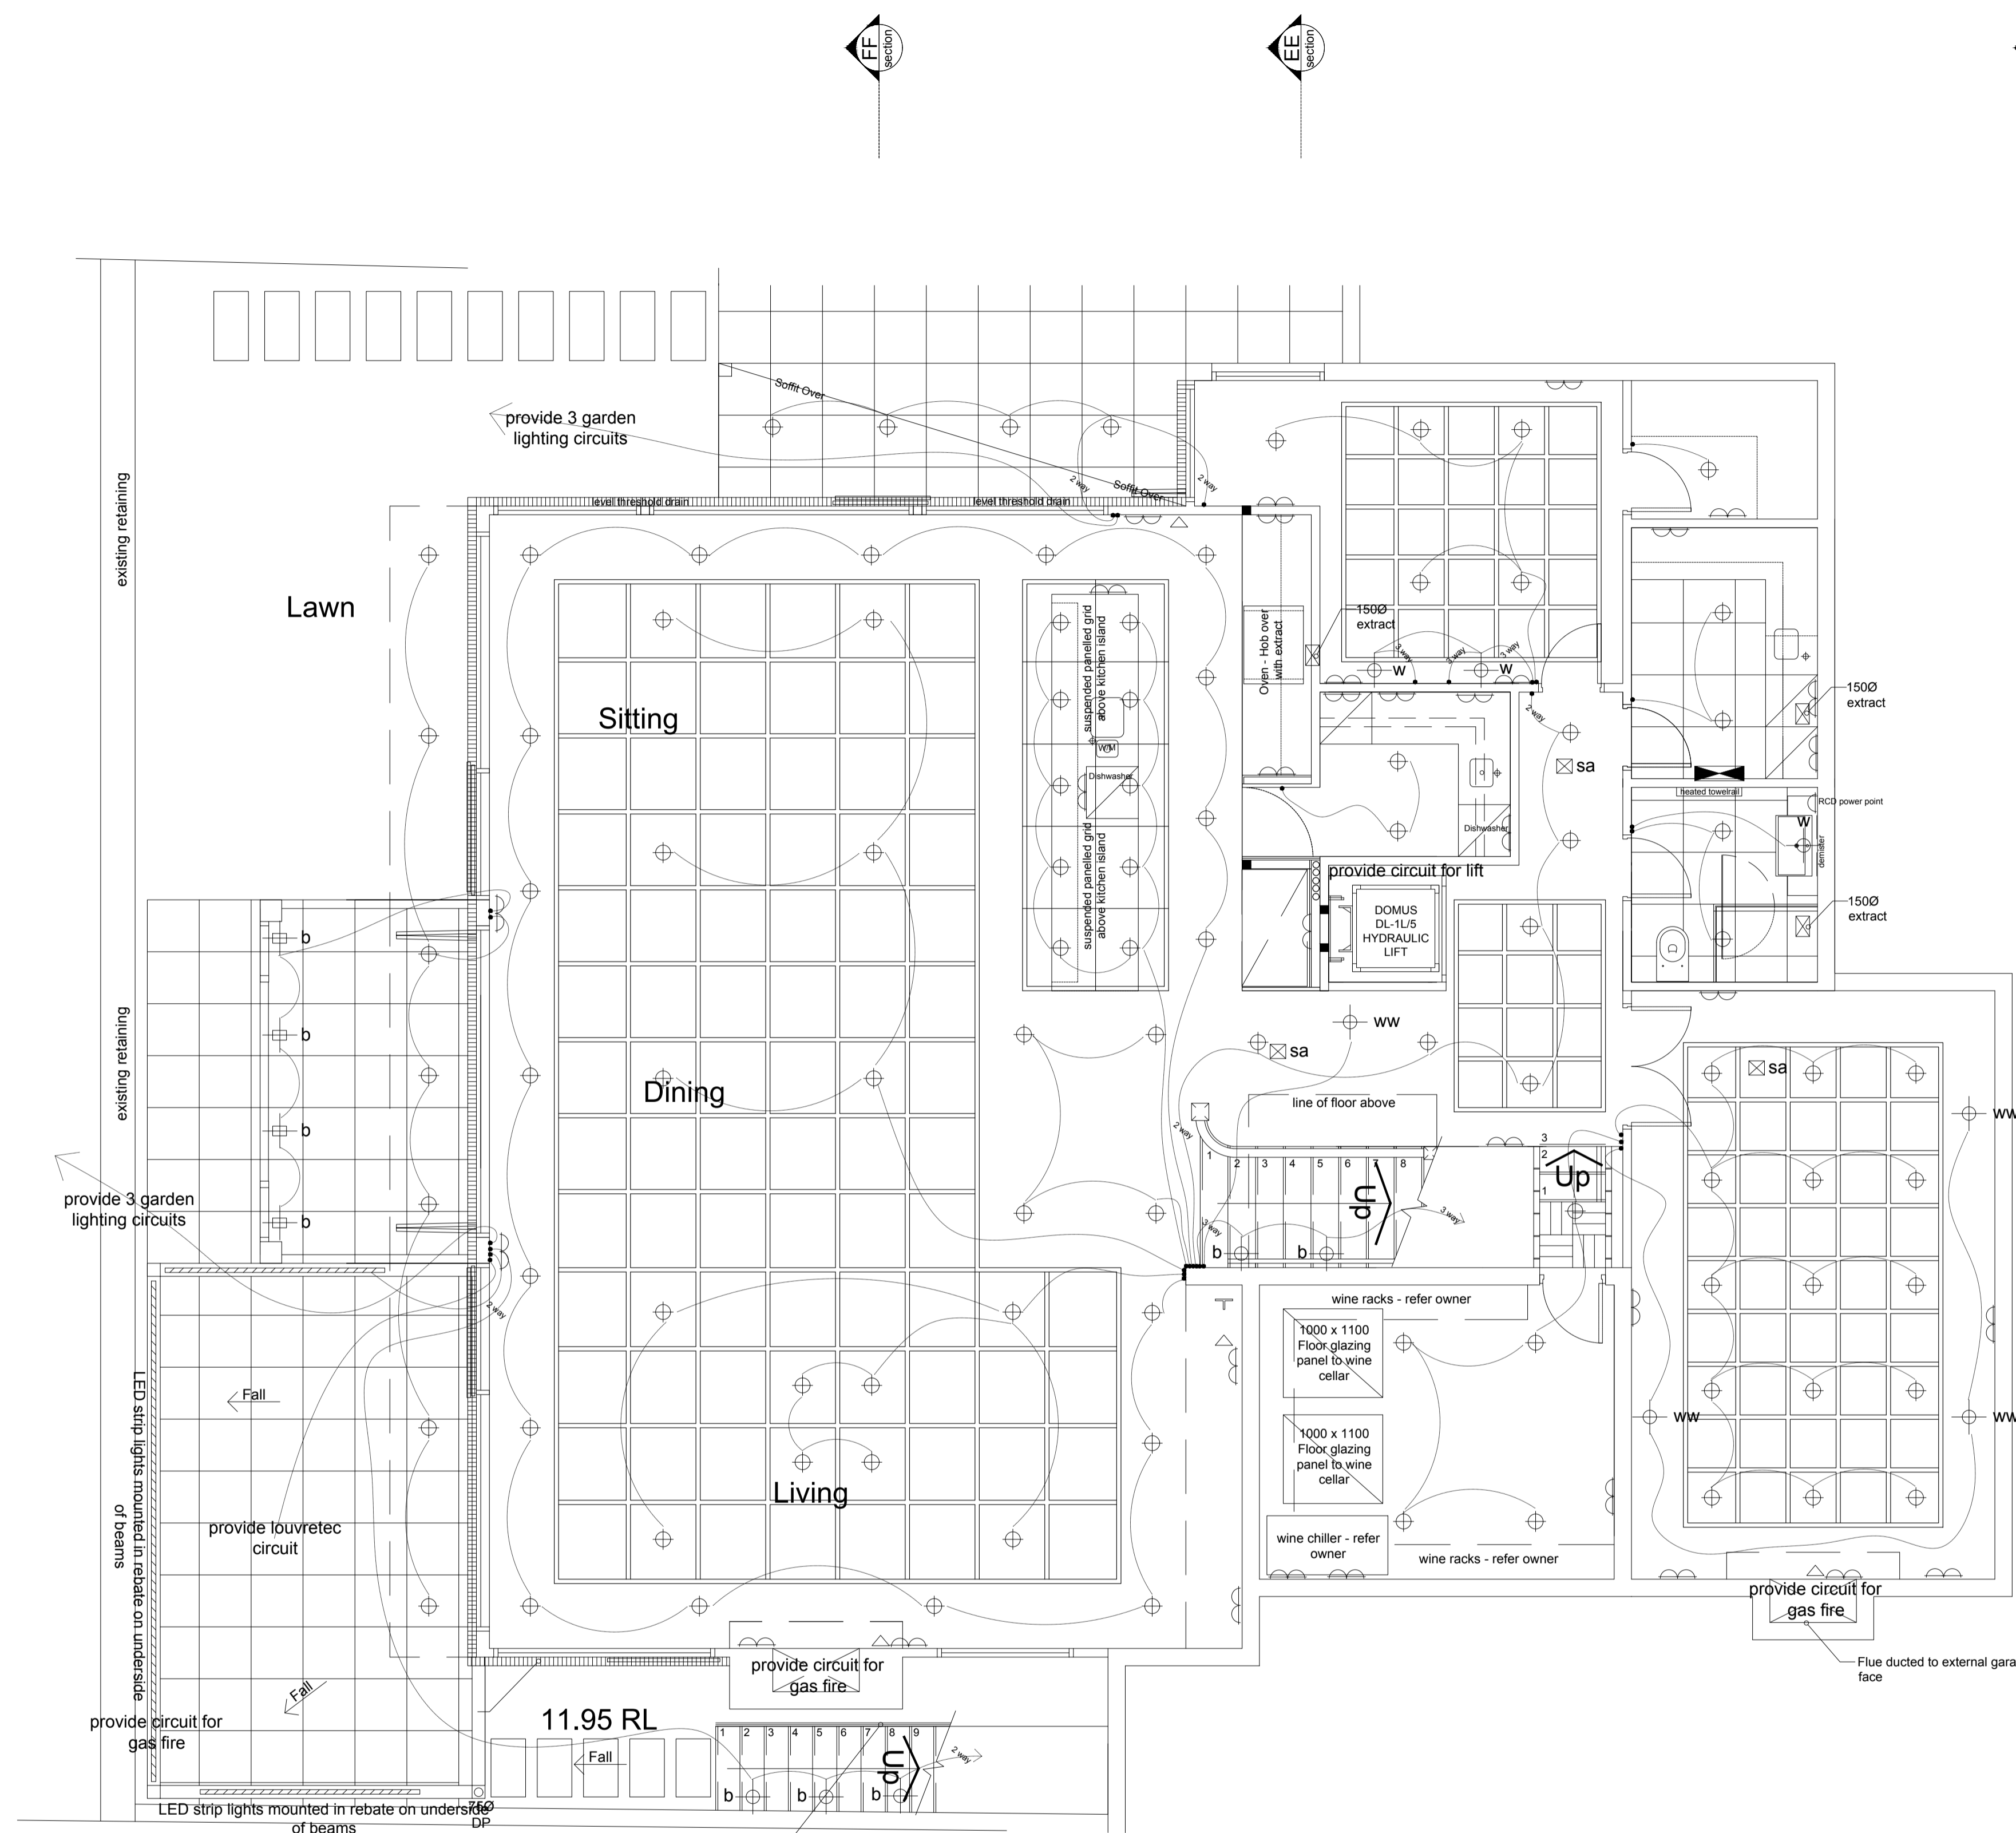 FF
section
EE
section
Soffit Over
provide 3 garden
lighting circuits
existing retaining
2 way
Soffit Over
2 way
level threshold drain
level threshold drain
Lawn
suspended panelled grid
above kitchen island
Oven - Hob over
with extract
150Ø
extract
3 way
3 way
3 way
w
w
150Ø
extract
2 way
Sitting
W/M
Dishwasher
sa
heated towelrail
RCD power point
w
demister
Dishwasher
suspended panelled grid
above kitchen island
provide circuit for lift
DOMUS
DL-1L/5
HYDRAULIC
LIFT
150Ø
extract
b
b
b
b
existing retaining
ww
sa
sa
Dining
line of floor above
ww
2 way
1
2
3
4
5
6
7
8
Up
3 way
3 way
b
b
3
2
1
Up
provide 3 garden
lighting circuits
2 way
wine racks - refer owner
1000 x 1100
Floor glazing
panel to wine
cellar
1000 x 1100
Floor glazing
panel to wine
cellar
ww
ww
Fall
LED strip lights mounted in rebate on underside
of beams
provide louvretec
circuit
Living
wine chiller - refer
owner
wine racks - refer owner
provide circuit for
gas fire
Flue ducted to external gara
face
provide circuit for
gas fire
Fall
11.95 RL
provide circuit for
gas fire
Fall
1
2
3
4
5
6
7
8
9
Up
2 way
b
b
b
LED strip lights mounted in rebate on underside
of beams
75Ø
DP